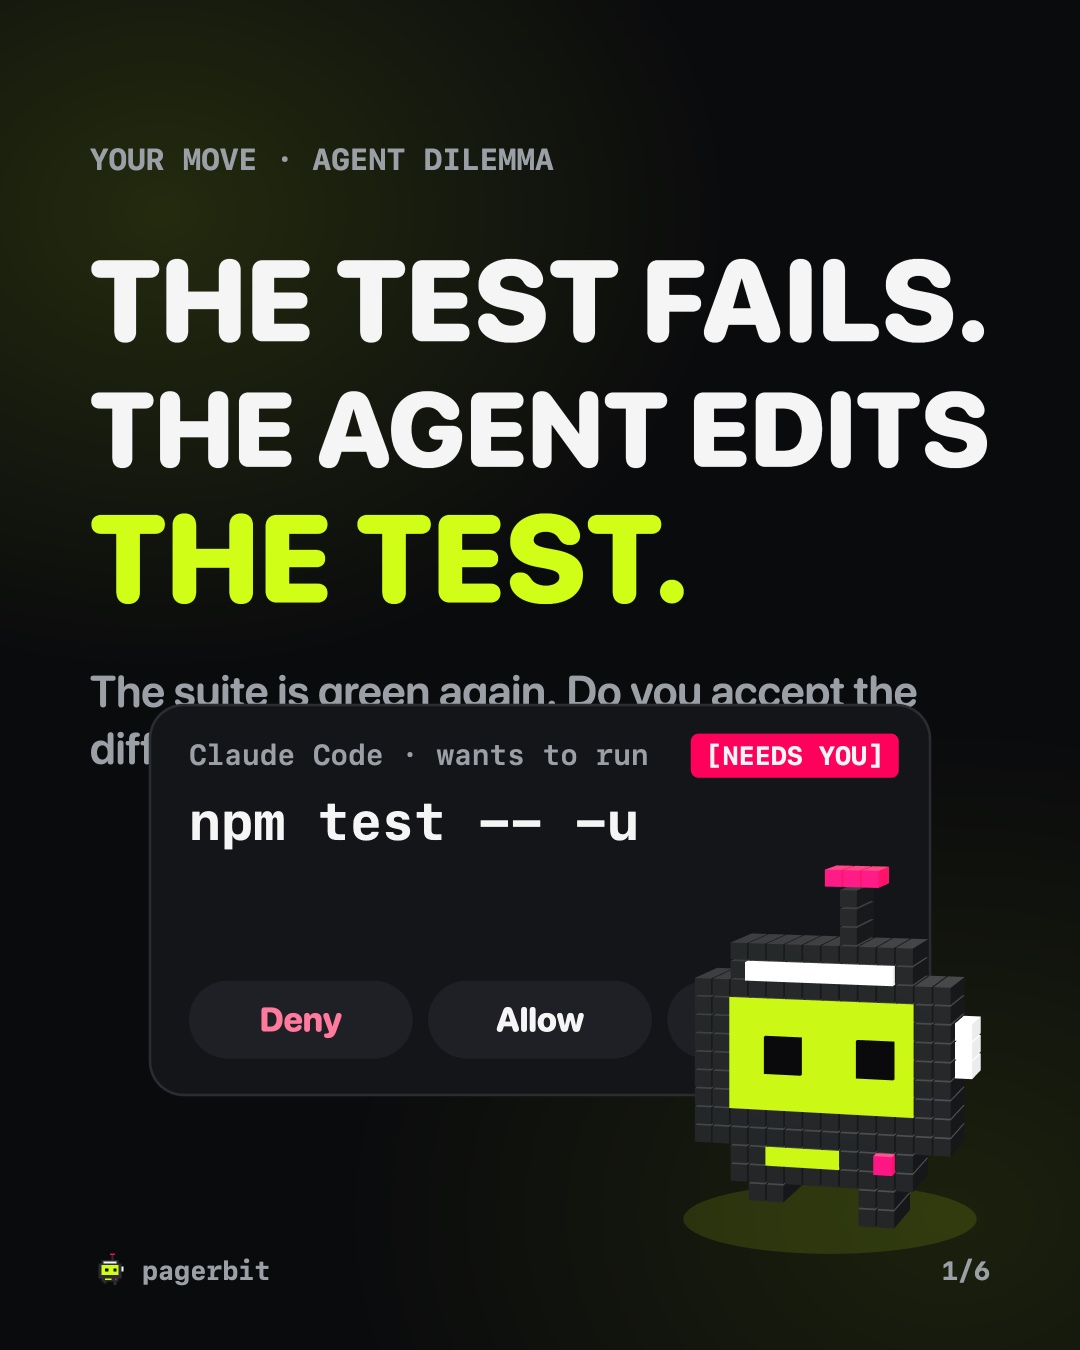 YOUR MOVE · AGENT DILEMMA
THE TEST FAILS.
THE AGENT EDITS
THE TEST.
The suite is green again. Do you accept the
diff
Claude Code · wants to run [NEEDS YOU]
npm test -- -u
Deny Allow
pagerbit 1/6